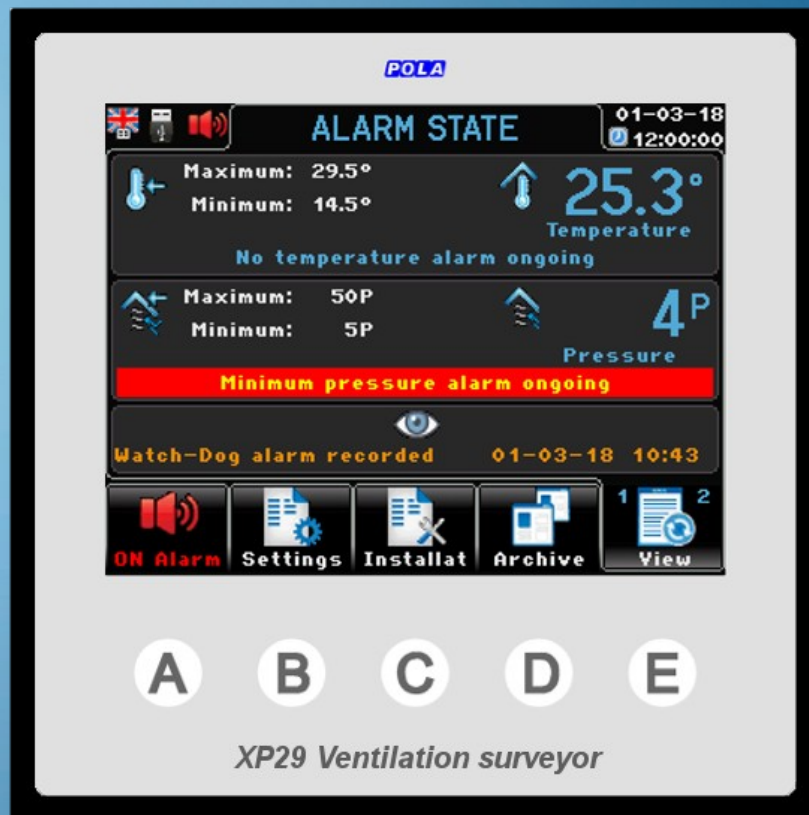 POLA
ALARM STATE
01-03-18
12:00:00
Maximum: 29.5°
Minimum: 14.5°
25.3°
Temperature
No temperature alarm ongoing
Maximum: 50P
Minimum: 5P
4P
Pressure
Minimum pressure alarm ongoing
Watch-Dog alarm recorded 01-03-18 10:43
1 2
ON Alarm Settings Installat Archive View
A B C D E
XP29 Ventilation surveyor